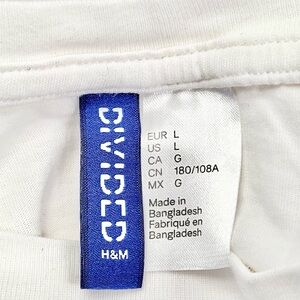 DIVIDED
H&M
EUR L
US L
CA G
CN 180/108A
MX G
Made in
Bangladesh
Fabriqué en
Bangladesh